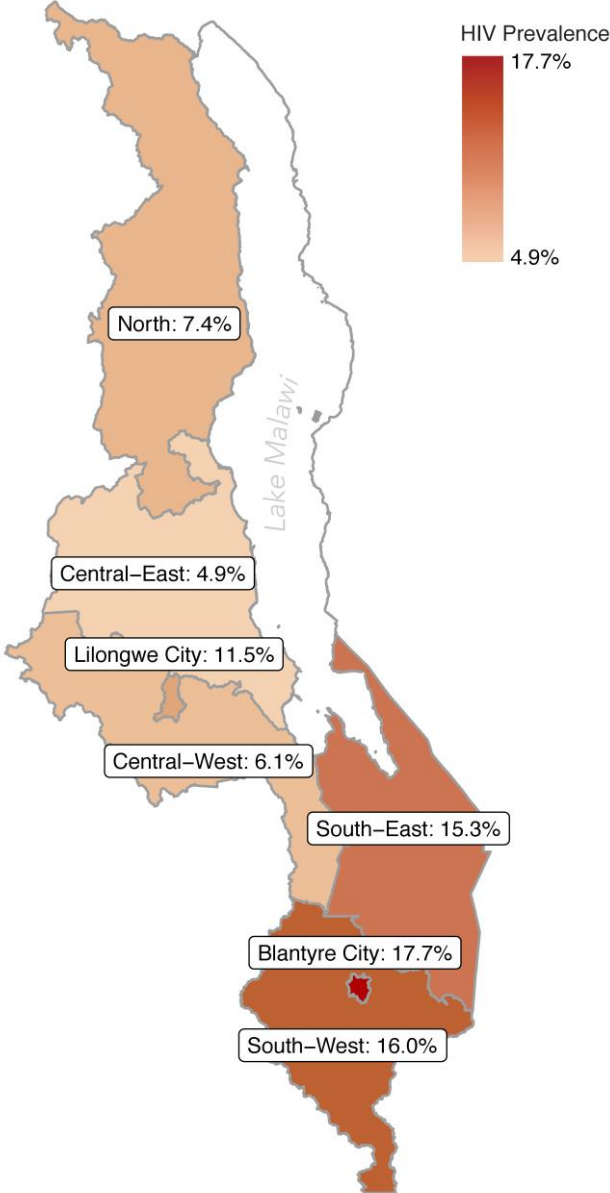 HIV Prevalence
17.7%
4.9%
North: 7.4%
Lake Malawi
Central−East: 4.9%
Lilongwe City: 11.5%
Central−West: 6.1%
South−East: 15.3%
Blantyre City: 17.7%
South−West: 16.0%